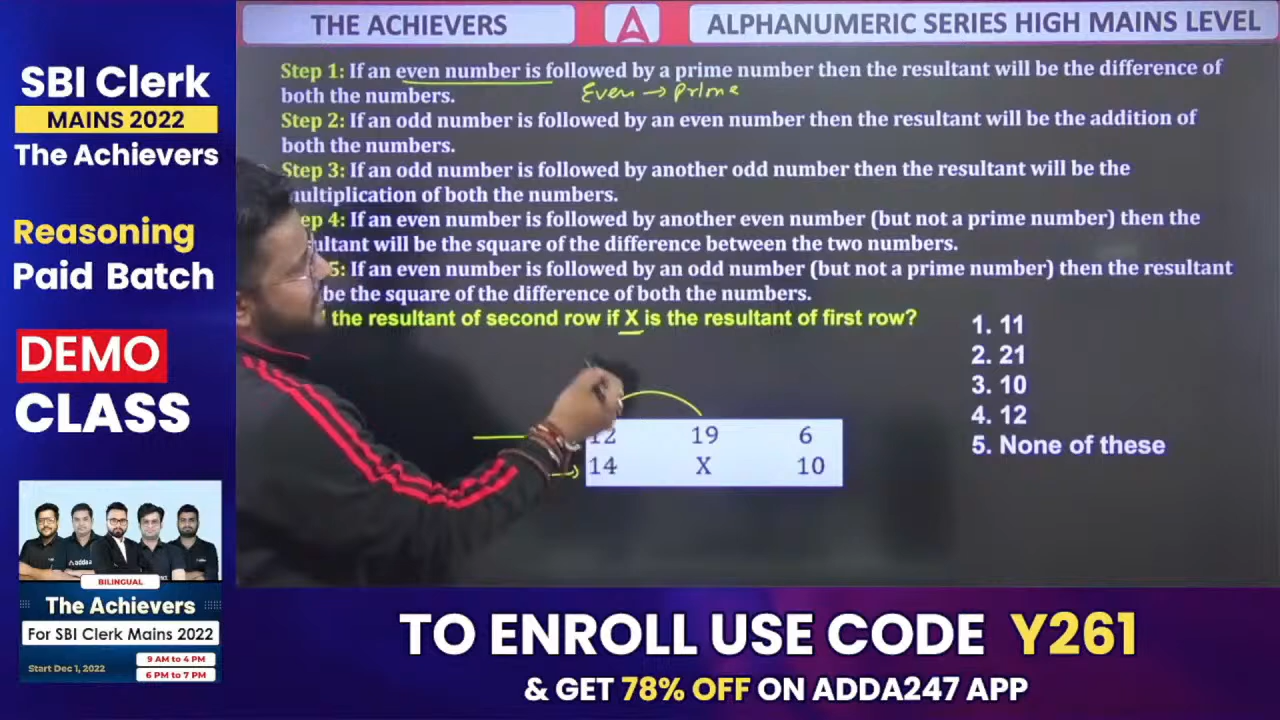 THE ACHIEVERS
ALPHANUMERIC SERIES HIGH MAINS LEVEL
SBI Clerk
MAINS 2022
The Achievers
Reasoning
Paid Batch
DEMO
CLASS
Step 1: If an even number is followed by a prime number then the resultant will be the difference of
both the numbers.
Even → Prime
Step 2: If an odd number is followed by an even number then the resultant will be the addition of
both the numbers.
Step 3: If an odd number is followed by another odd number then the resultant will be the
multiplication of both the numbers.
4: If an even number is followed by another even number (but not a prime number) then the
will be the square of the difference between the two numbers.
5: If an even number is followed by an odd number (but not a prime number) then the resultant
be the square of the difference of both the numbers.
the resultant of second row if X is the resultant of first row?
1. 11
2. 21
3. 10
4. 12
5. None of these
12 19 6
14 X 10
BILINGUAL
The Achievers
For SBI Clerk Mains 2022
Start Dec 1, 2022
9 AM to 4 PM
6 PM to 7 PM
TO ENROLL USE CODE Y261
& GET 78% OFF ON ADDA247 APP